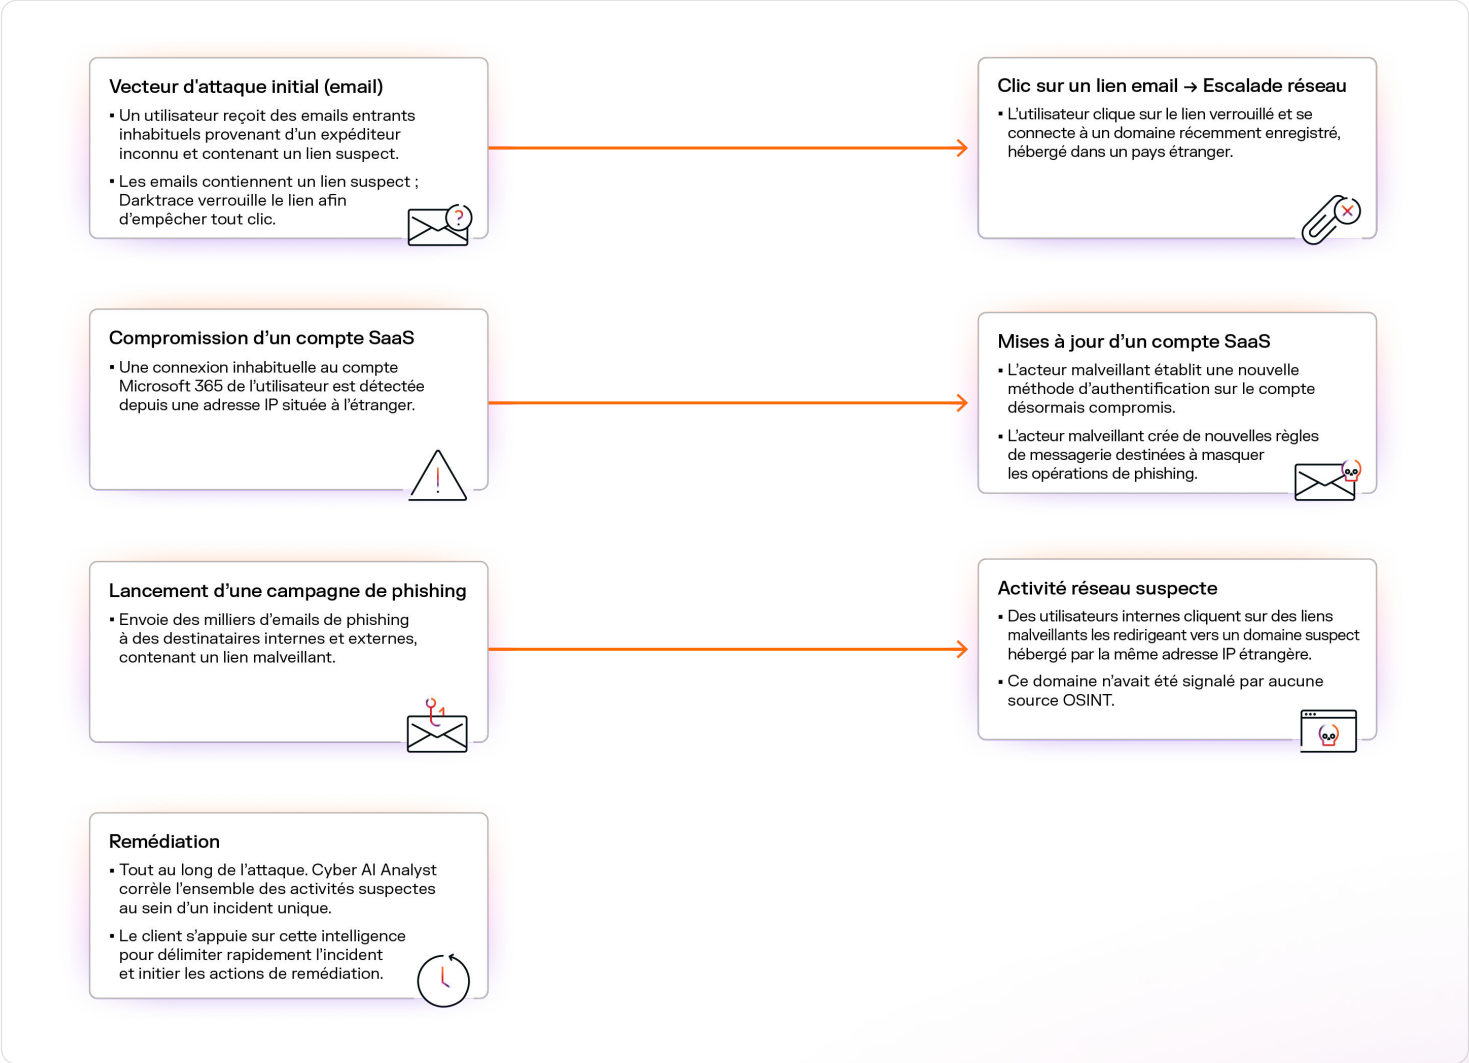 Vecteur d'attaque initial (email)
▪ Un utilisateur reçoit des emails entrants
inhabituels provenant d’un expéditeur
inconnu et contenant un lien suspect.
▪ Les emails contiennent un lien suspect ;
Darktrace verrouille le lien afin
d’empêcher tout clic.
?
Clic sur un lien email → Escalade réseau
▪ L’utilisateur clique sur le lien verrouillé et se
connecte à un domaine récemment enregistré,
hébergé dans un pays étranger.
Compromission d’un compte SaaS
▪ Une connexion inhabituelle au compte
Microsoft 365 de l’utilisateur est détectée
depuis une adresse IP située à l’étranger.
!
Mises à jour d’un compte SaaS
▪ L’acteur malveillant établit une nouvelle
méthode d’authentification sur le compte
désormais compromis.
▪ L’acteur malveillant crée de nouvelles règles
de messagerie destinées à masquer
les opérations de phishing.
Lancement d’une campagne de phishing
▪ Envoie des milliers d’emails de phishing
à des destinataires internes et externes,
contenant un lien malveillant.
Activité réseau suspecte
▪ Des utilisateurs internes cliquent sur des liens
malveillants les redirigeant vers un domaine suspect
hébergé par la même adresse IP étrangère.
▪ Ce domaine n’avait été signalé par aucune
source OSINT.
Remédiation
▪ Tout au long de l’attaque. Cyber AI Analyst
corrèle l’ensemble des activités suspectes
au sein d’un incident unique.
▪ Le client s’appuie sur cette intelligence
pour délimiter rapidement l’incident
et initier les actions de remédiation.